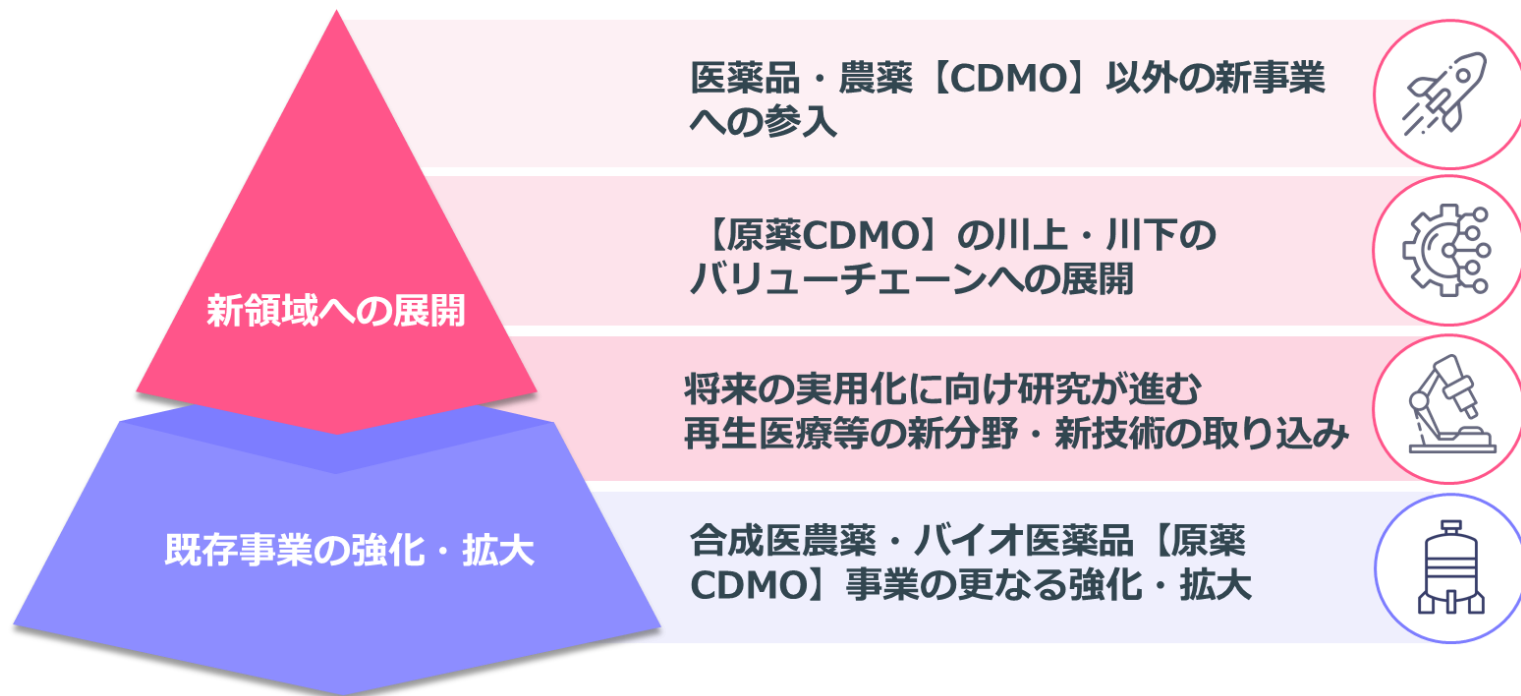 医薬品・農薬【CDMO】以外の新事業
への参入
【原薬CDMO】の川上・川下の
バリューチェーンへの展開
新領域への展開
将来の実用化に向け研究が進む
再生医療等の新分野・新技術の取り込み
既存事業の強化・拡大
合成医農薬・バイオ医薬品【原薬
CDMO】事業の更なる強化・拡大